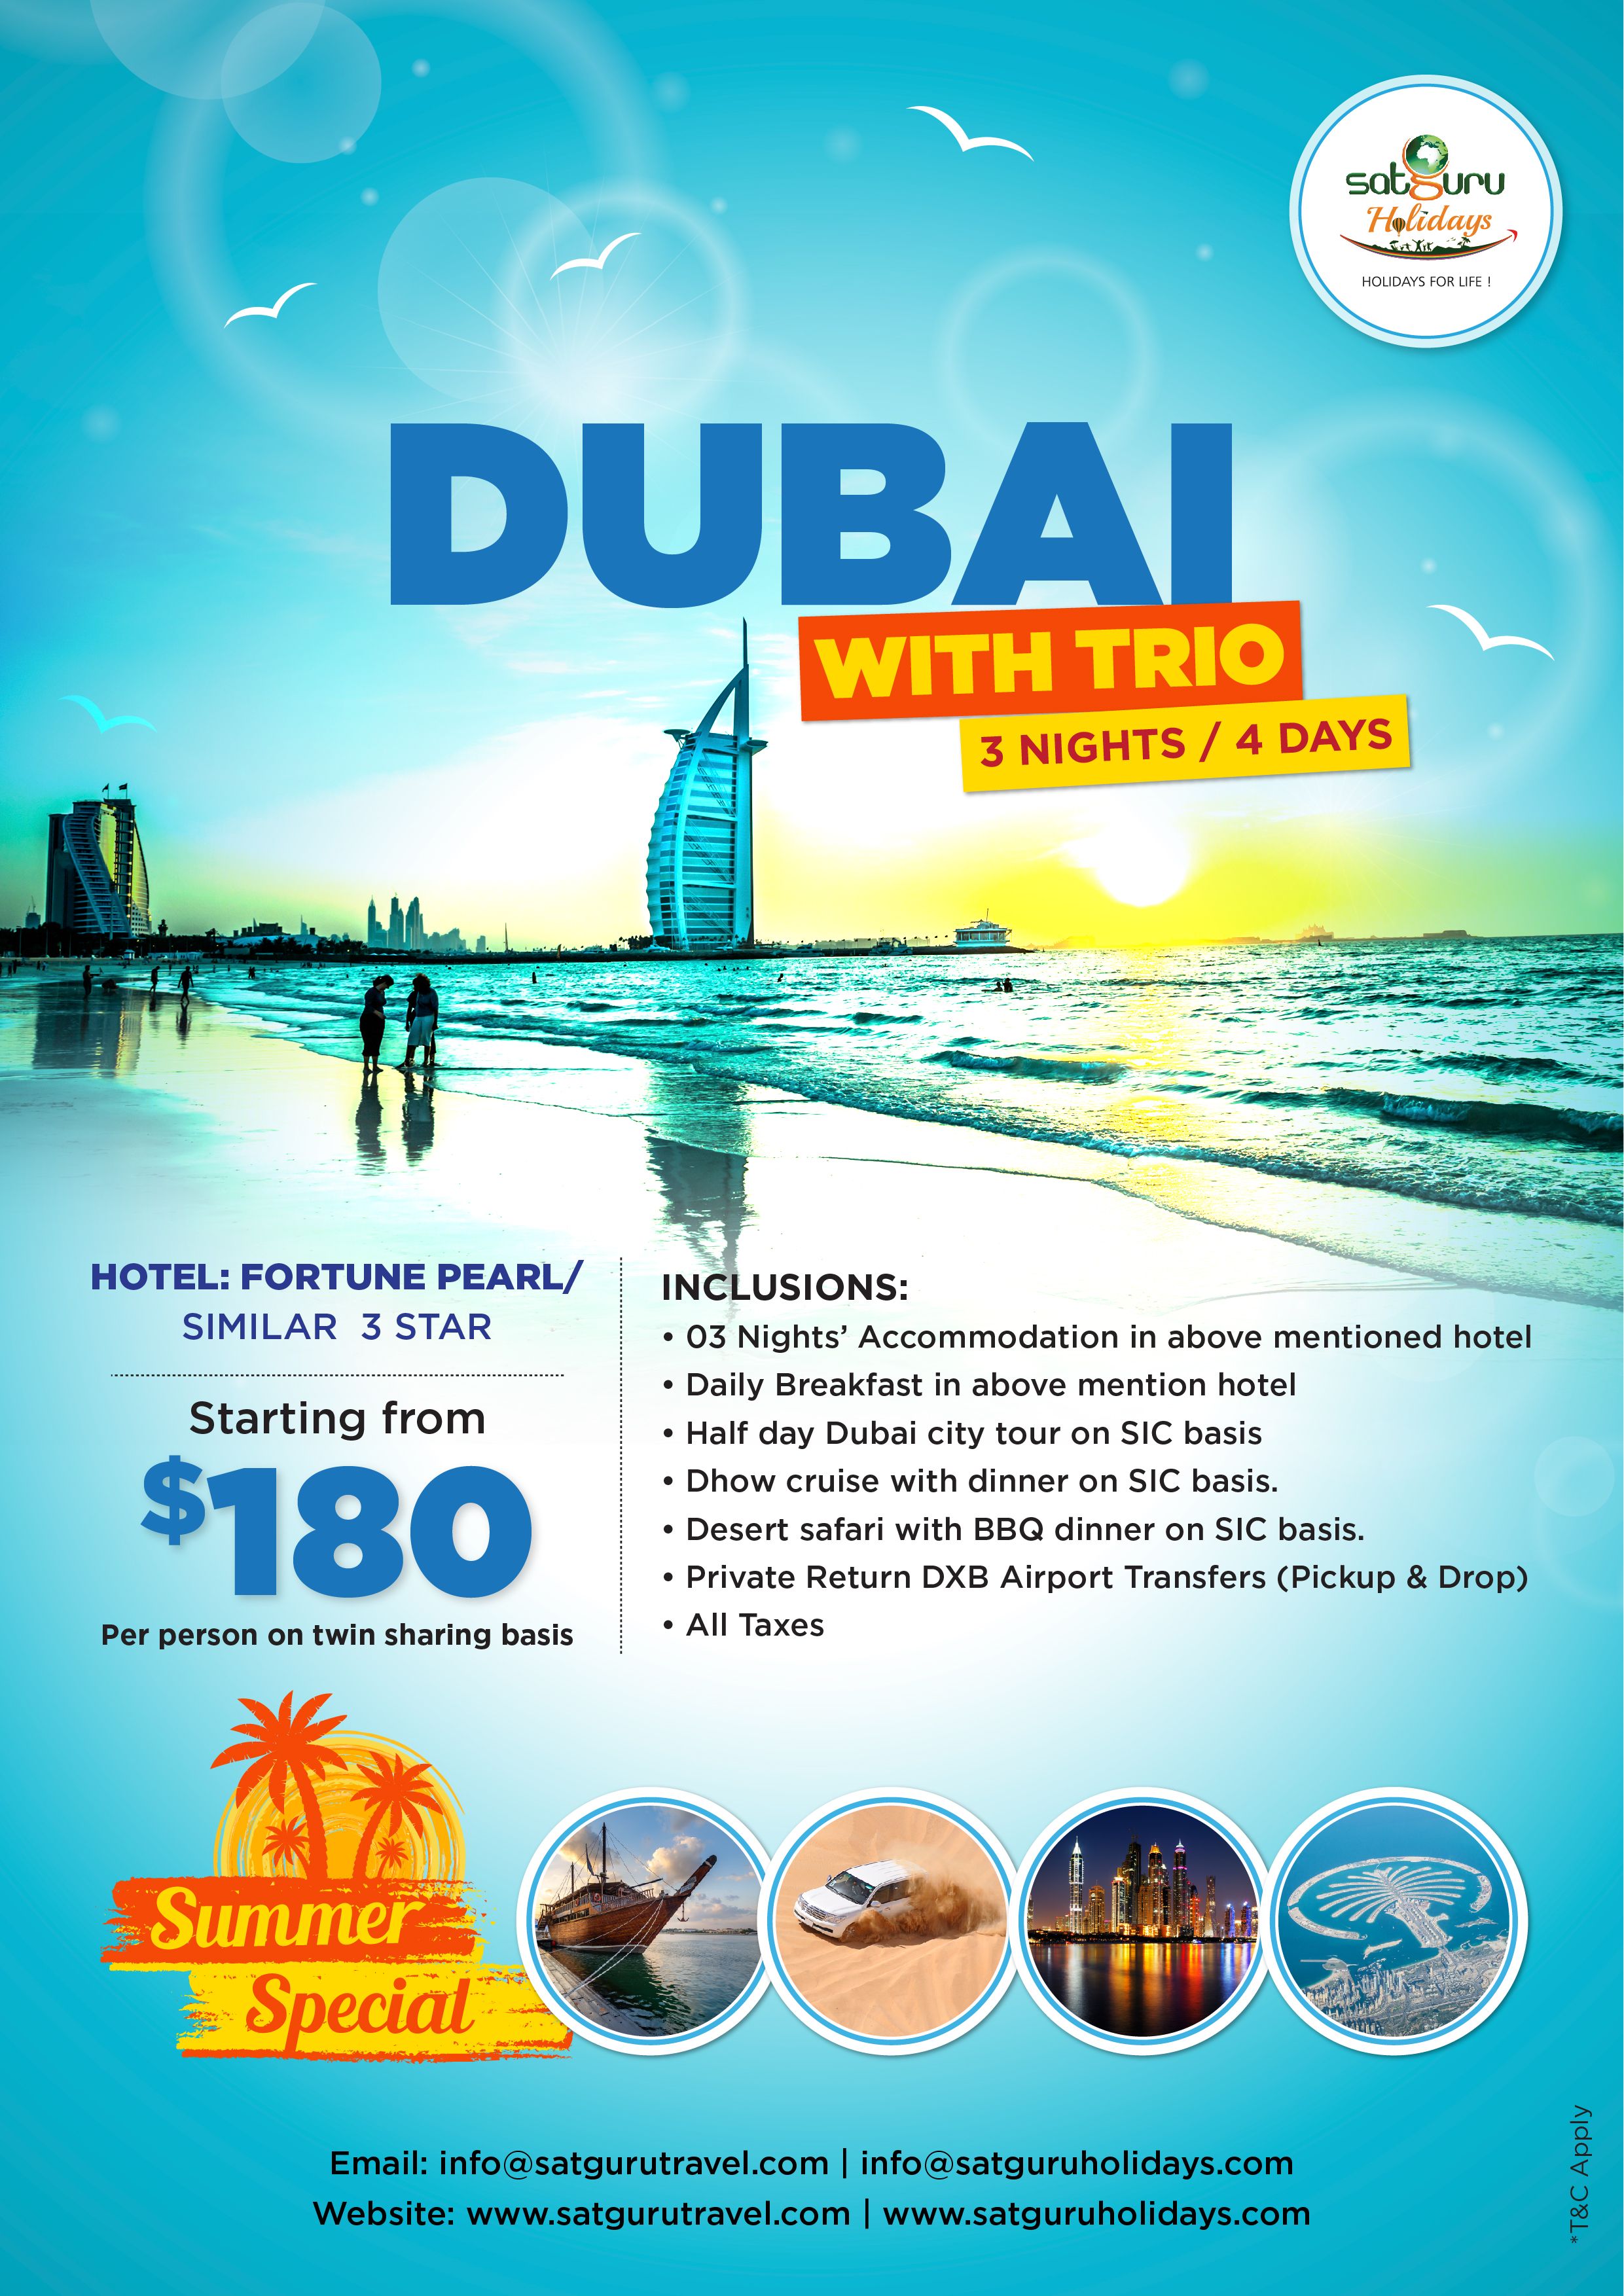 satguru
Holidays
HOLIDAYS FOR LIFE !
DUBAI
WITH TRIO
3 NIGHTS / 4 DAYS
HOTEL: FORTUNE PEARL/
SIMILAR 3 STAR
Starting from
$180
Per person on twin sharing basis
INCLUSIONS:
• 03 Nights’ Accommodation in above mentioned hotel
• Daily Breakfast in above mention hotel
• Half day Dubai city tour on SIC basis
• Dhow cruise with dinner on SIC basis.
• Desert safari with BBQ dinner on SIC basis.
• Private Return DXB Airport Transfers (Pickup & Drop)
• All Taxes
Summer
Special
Email: info@satgurutravel.com | info@satguruholidays.com
Website: www.satgurutravel.com | www.satguruholidays.com
*T&C Apply